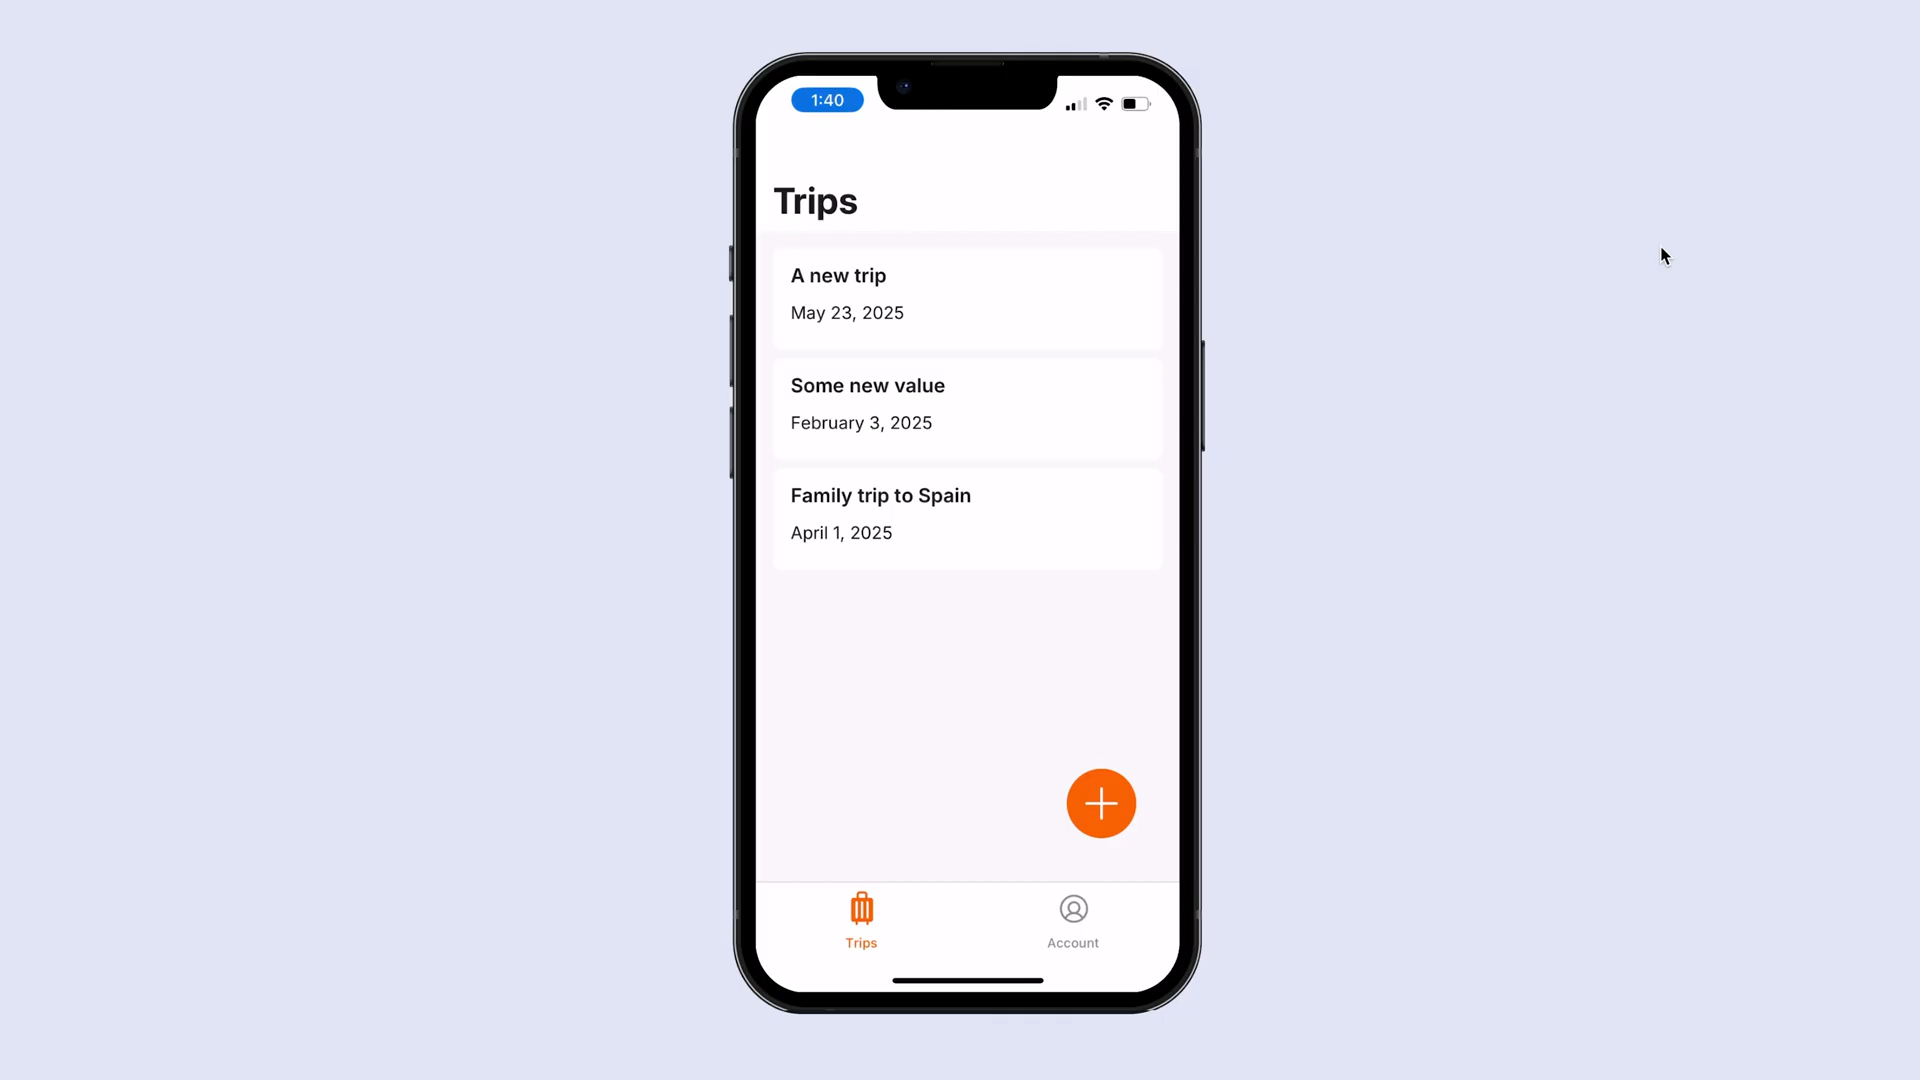 1:40
Trips
A new trip
May 23, 2025
Some new value
February 3, 2025
Family trip to Spain
April 1, 2025
Trips
Account